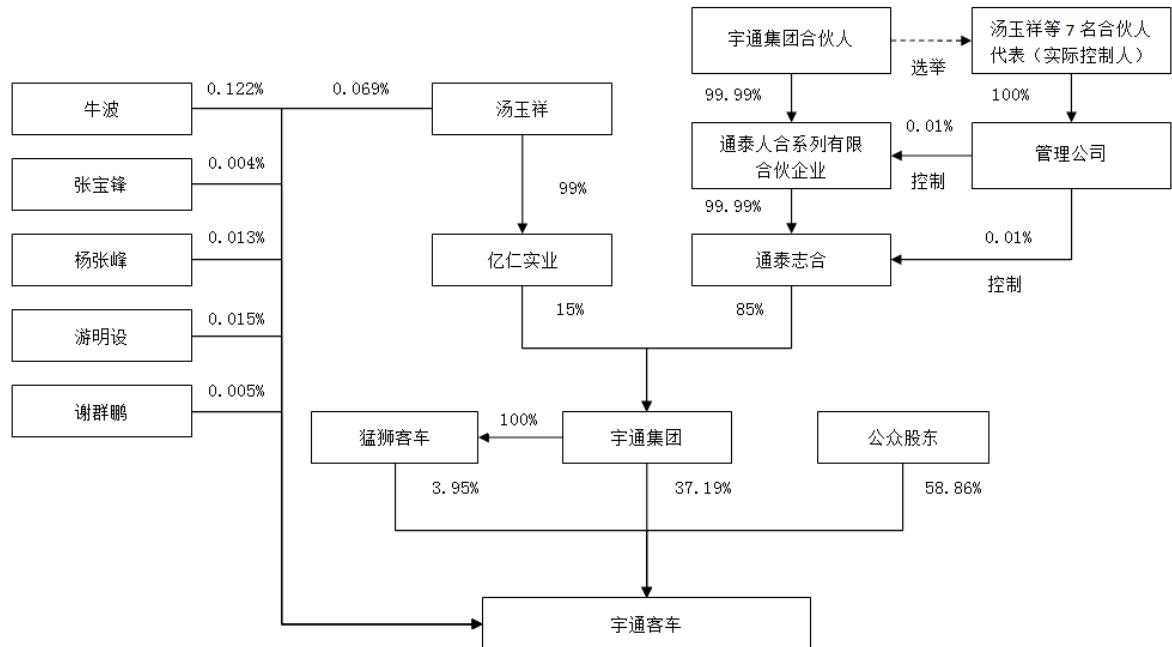 宇通集团合伙人
汤玉祥等 7 名合伙人
代表（实际控制人）
选举
99.99%
100%
牛波
0.122%
0.069%
汤玉祥
通泰人合系列有限
合伙企业
0.01%
控制
管理公司
张宝锋
0.004%
99%
99.99%
杨张峰
0.013%
亿仁实业
通泰志合
0.01%
控制
游明设
0.015%
15%
85%
谢群鹏
0.005%
猛狮客车
100%
宇通集团
公众股东
3.95%
37.19%
58.86%
宇通客车